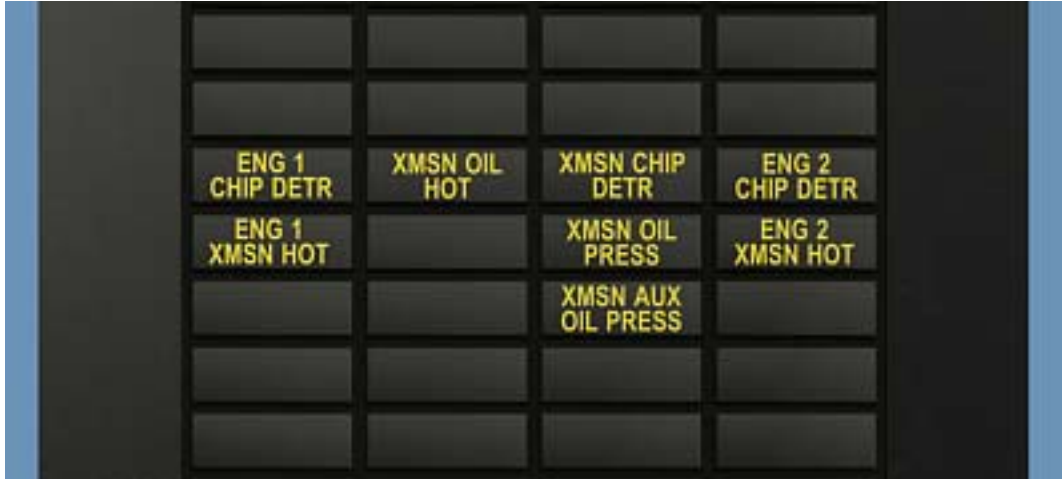 ENG 1
CHIP DETR
XMSN OIL
HOT
XMSN CHIP
DETR
ENG 2
CHIP DETR
ENG 1
XMSN HOT
XMSN OIL
PRESS
ENG 2
XMSN HOT
XMSN AUX
OIL PRESS